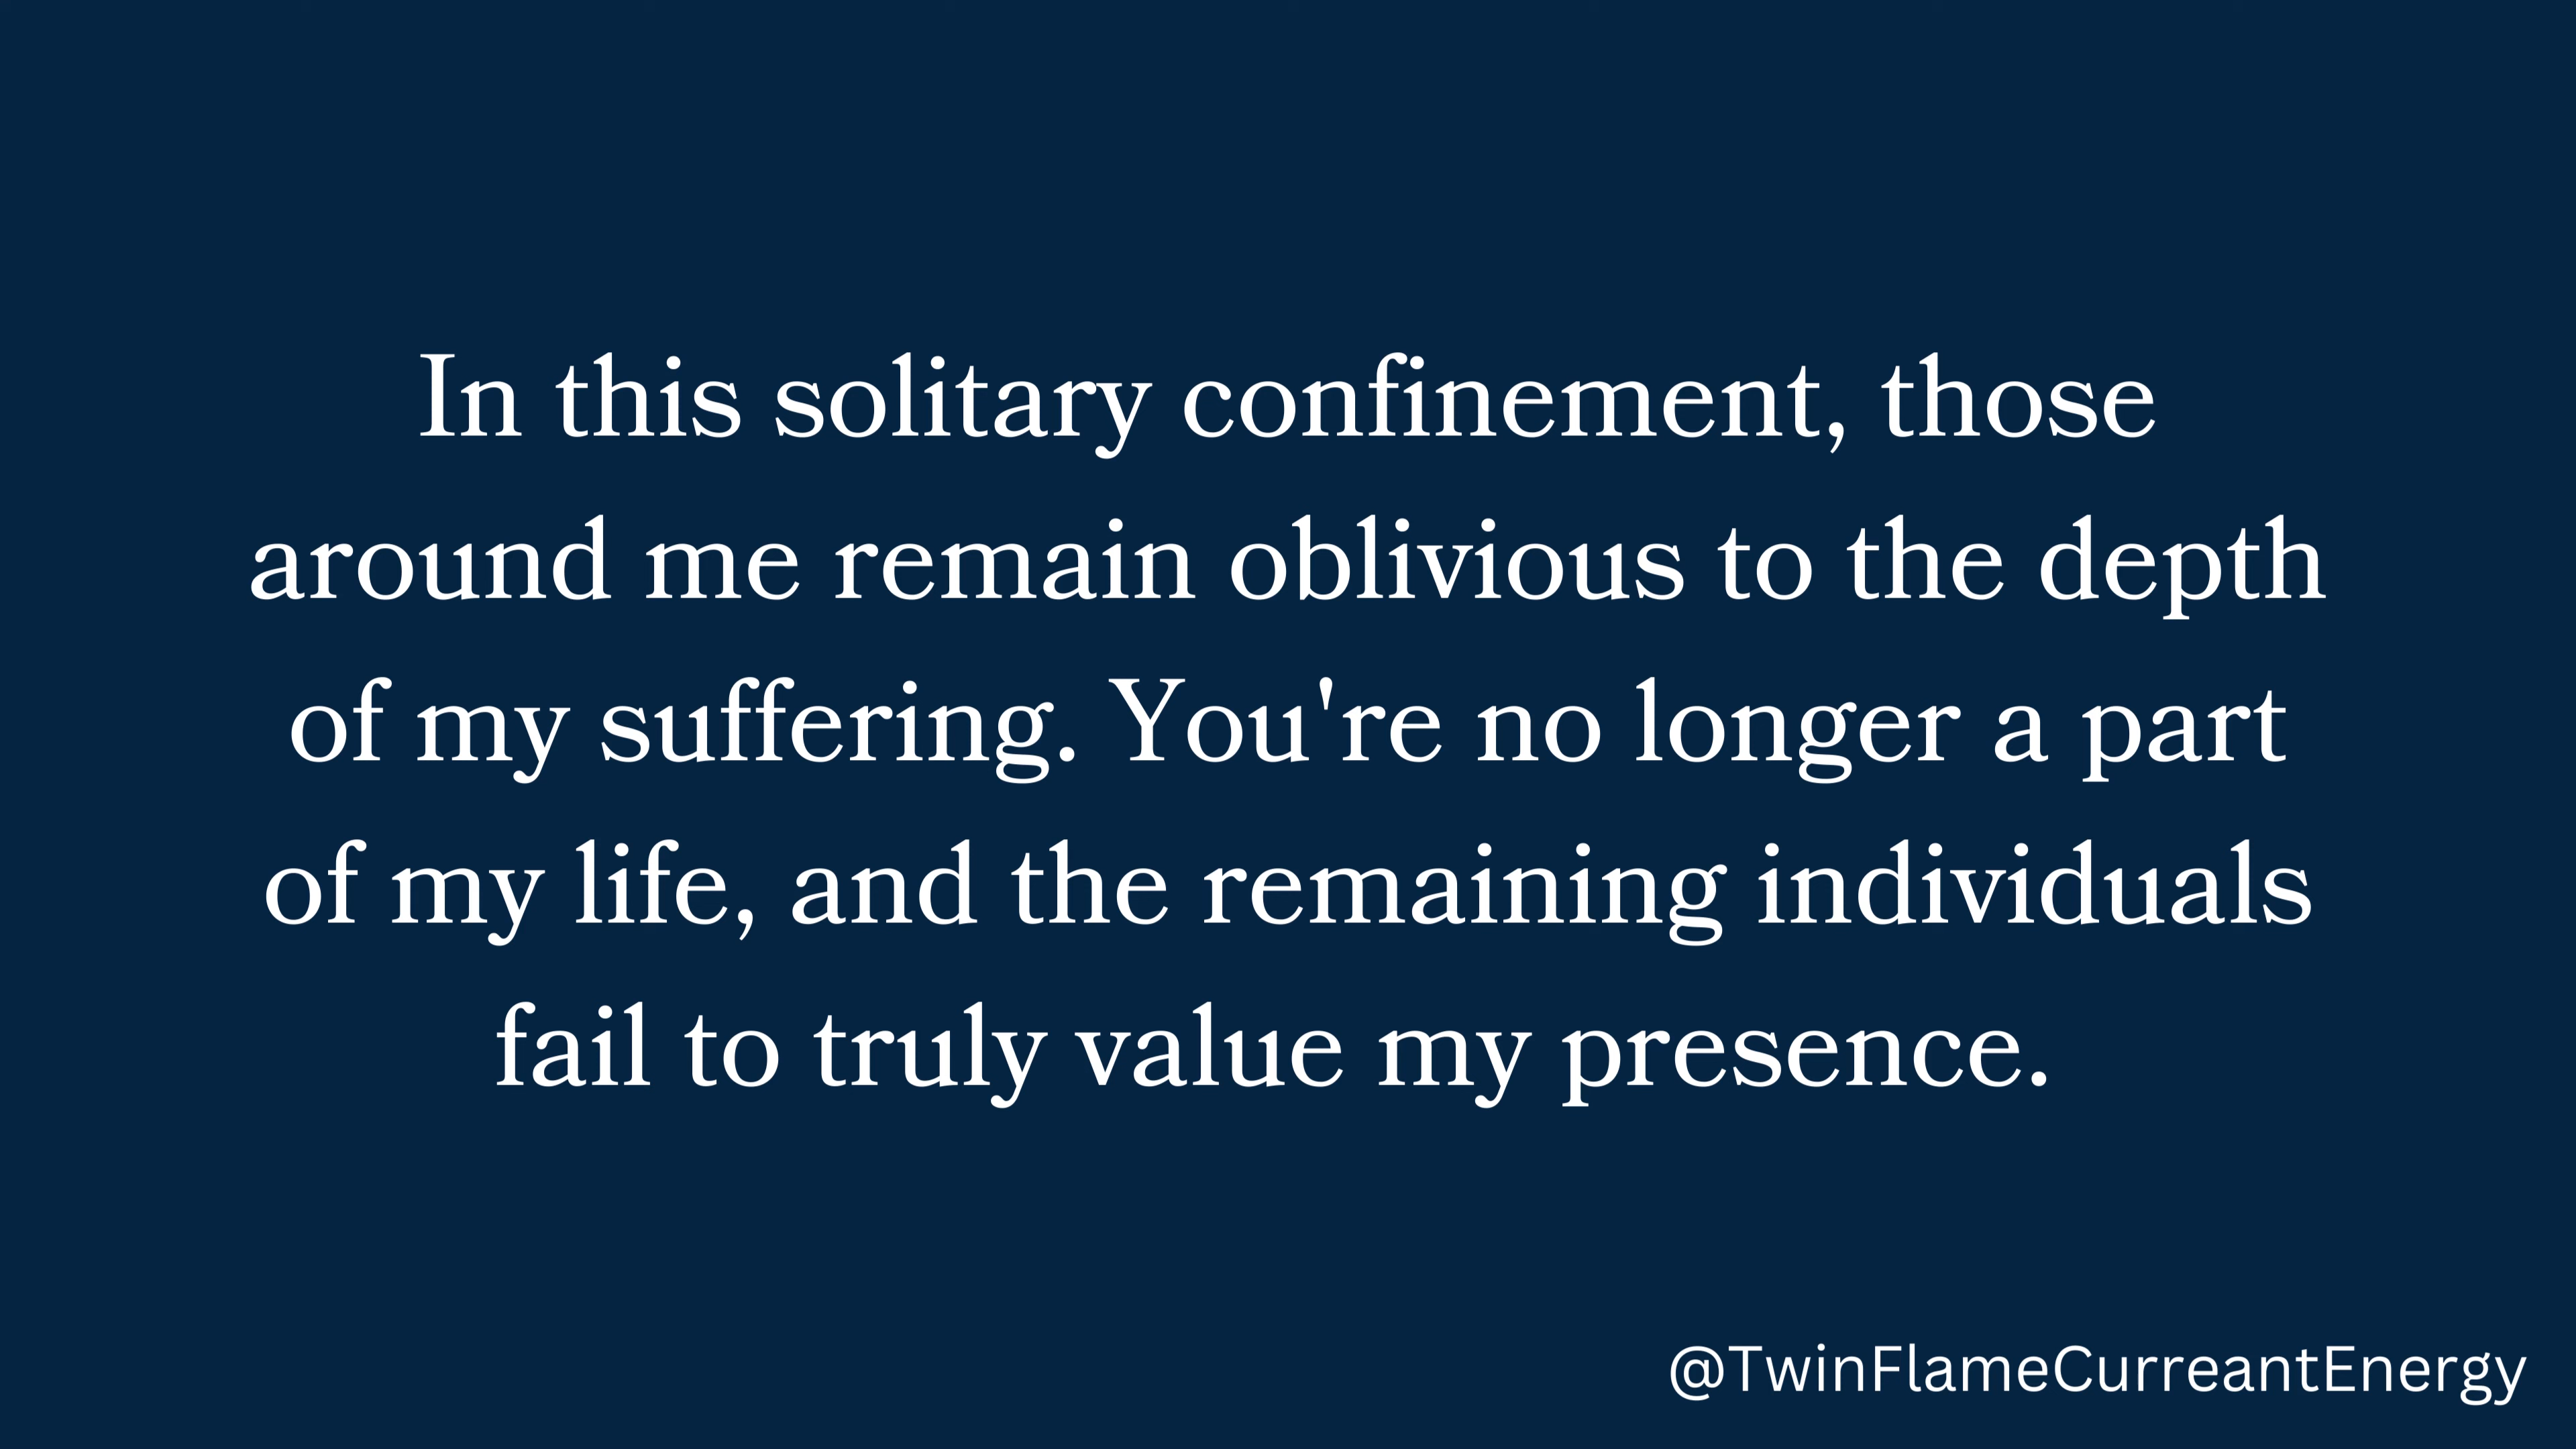 In this solitary confinement, those
around me remain oblivious to the depth
of my suffering. You're no longer a part
of my life, and the remaining individuals
fail to truly value my presence.
@TwinFlameCurreantEnergy